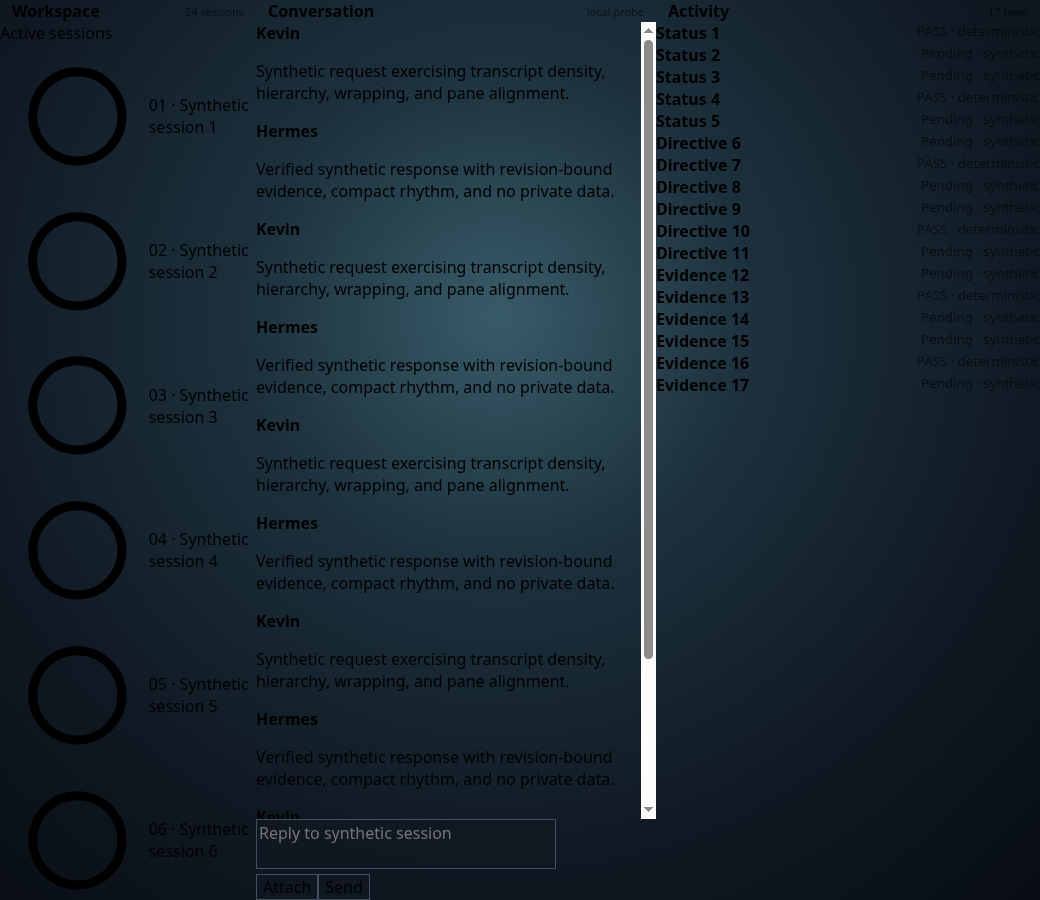 Workspace
24 sessions
Active sessions
01 · Synthetic
session 1
02 · Synthetic
session 2
03 · Synthetic
session 3
04 · Synthetic
session 4
05 · Synthetic
session 5
06 · Synthetic
session 6
Conversation
local probe
Kevin
Synthetic request exercising transcript density,
hierarchy, wrapping, and pane alignment.
Hermes
Verified synthetic response with revision-bound
evidence, compact rhythm, and no private data.
Kevin
Synthetic request exercising transcript density,
hierarchy, wrapping, and pane alignment.
Hermes
Verified synthetic response with revision-bound
evidence, compact rhythm, and no private data.
Kevin
Synthetic request exercising transcript density,
hierarchy, wrapping, and pane alignment.
Hermes
Verified synthetic response with revision-bound
evidence, compact rhythm, and no private data.
Kevin
Synthetic request exercising transcript density,
hierarchy, wrapping, and pane alignment.
Hermes
Verified synthetic response with revision-bound
evidence, compact rhythm, and no private data.
Kevin
Reply to synthetic session
Attach Send
Activity
17 rows
Status 1 PASS · deterministic
Status 2 Pending · synthetic
Status 3 Pending · synthetic
Status 4 PASS · deterministic
Status 5 Pending · synthetic
Directive 6 Pending · synthetic
Directive 7 PASS · deterministic
Directive 8 Pending · synthetic
Directive 9 Pending · synthetic
Directive 10 PASS · deterministic
Directive 11 Pending · synthetic
Evidence 12 Pending · synthetic
Evidence 13 PASS · deterministic
Evidence 14 Pending · synthetic
Evidence 15 Pending · synthetic
Evidence 16 PASS · deterministic
Evidence 17 Pending · synthetic